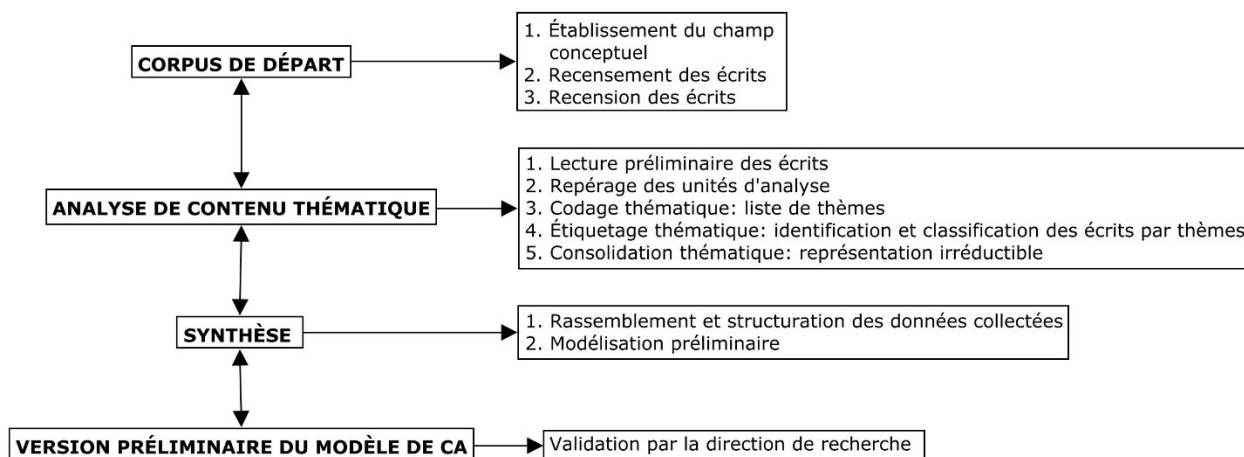 CORPUS DE DÉPART
1. Établissement du champ
conceptuel
2. Recensement des écrits
3. Recension des écrits
ANALYSE DE CONTENU THÉMATIQUE
1. Lecture préliminaire des écrits
2. Repérage des unités d'analyse
3. Codage thématique: liste de thèmes
4. Étiquetage thématique: identification et classification des écrits par thèmes
5. Consolidation thématique: représentation irréductible
SYNTHÈSE
1. Rassemblement et structuration des données collectées
2. Modélisation préliminaire
VERSION PRÉLIMINAIRE DU MODÈLE DE CA
Validation par la direction de recherche